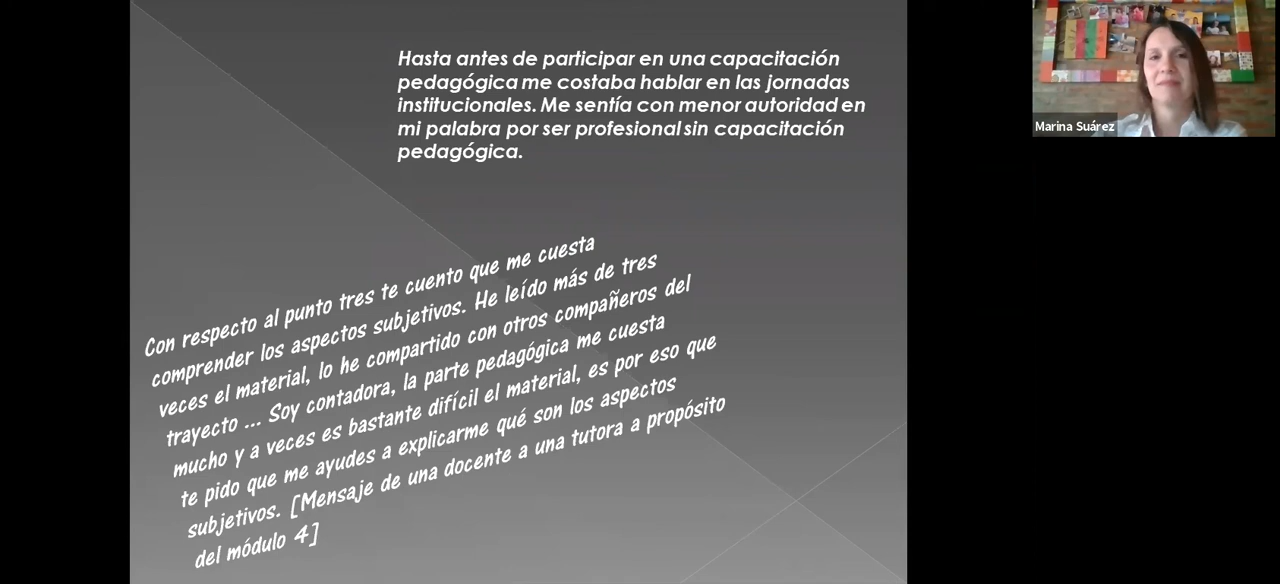 Hasta antes de participar en una capacitación
pedagógica me costaba hablar en las jornadas
institucionales. Me sentía con menor autoridad en
mi palabra por ser profesional sin capacitación
pedagógica.
Con respecto al punto tres te cuento que me cuesta
comprender los aspectos subjetivos. He leído más de tres
veces el material, lo he compartido con otros compañeros del
trayecto ... Soy contadora, la parte pedagógica me cuesta
mucho y a veces es bastante difícil el material, es por eso que
te pido que me ayudes a explicarme qué son los aspectos
subjetivos. [Mensaje de una docente a una tutora a propósito
del módulo 4]
Marina Suárez